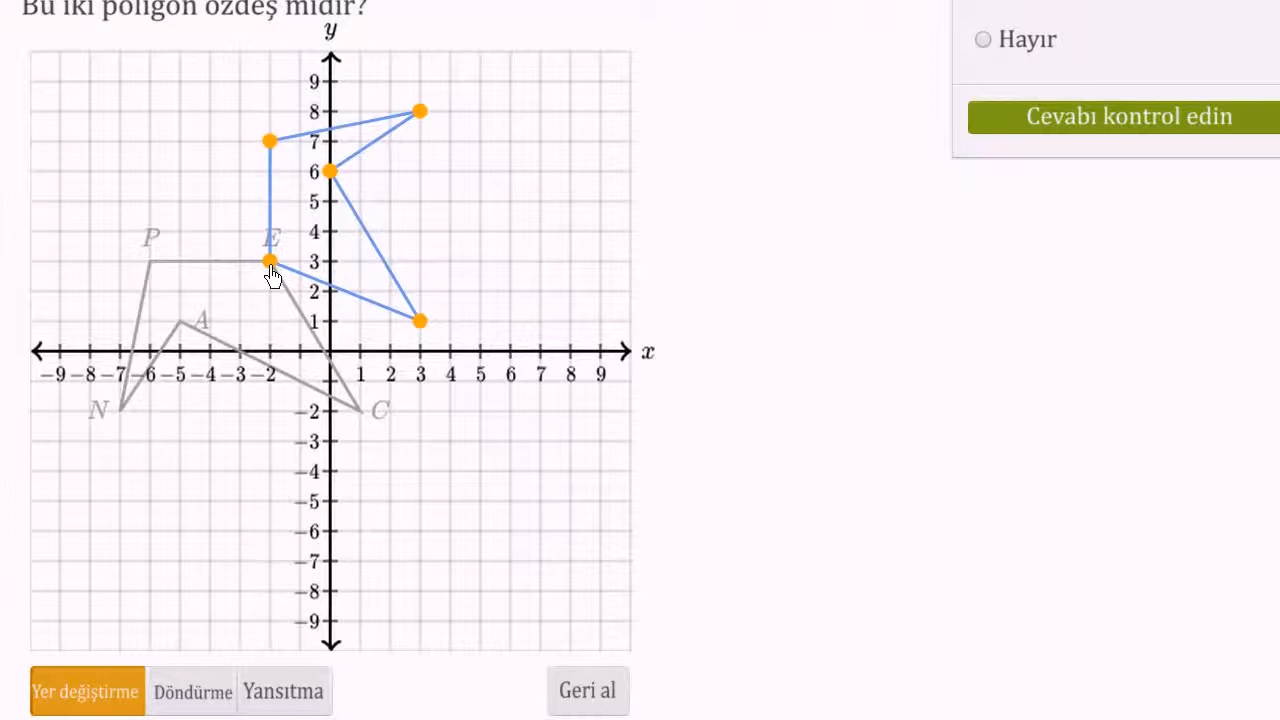 Bu iki poligon özdeş midir?
y
9
8
7
6
5
4
3
2
1
P
E
A
N
C
−9 −8 −7 −6 −5 −4 −3 −2 1 2 3 4 5 6 7 8 9 x
−2
−3
−4
−5
−6
−7
−8
−9
Yer değiştirme Döndürme Yansıtma Geri al
Hayır
Cevabı kontrol edin